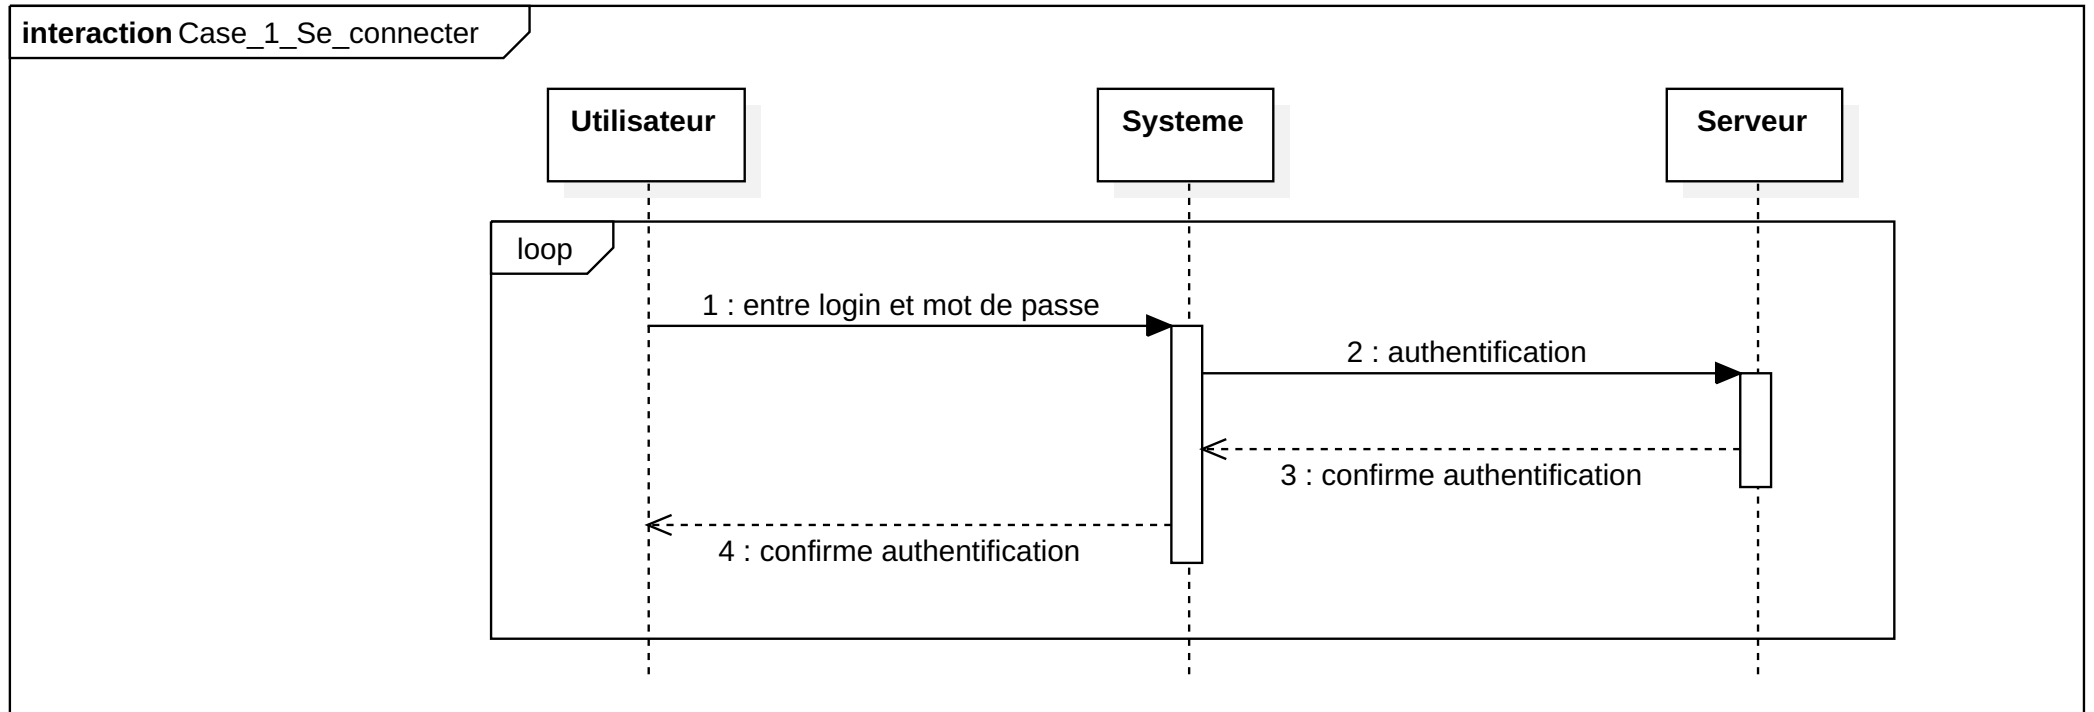 interaction Case_1_Se_connecter
Utilisateur
Systeme
Serveur
loop
1 : entre login et mot de passe
2 : authentification
3 : confirme authentification
4 : confirme authentification